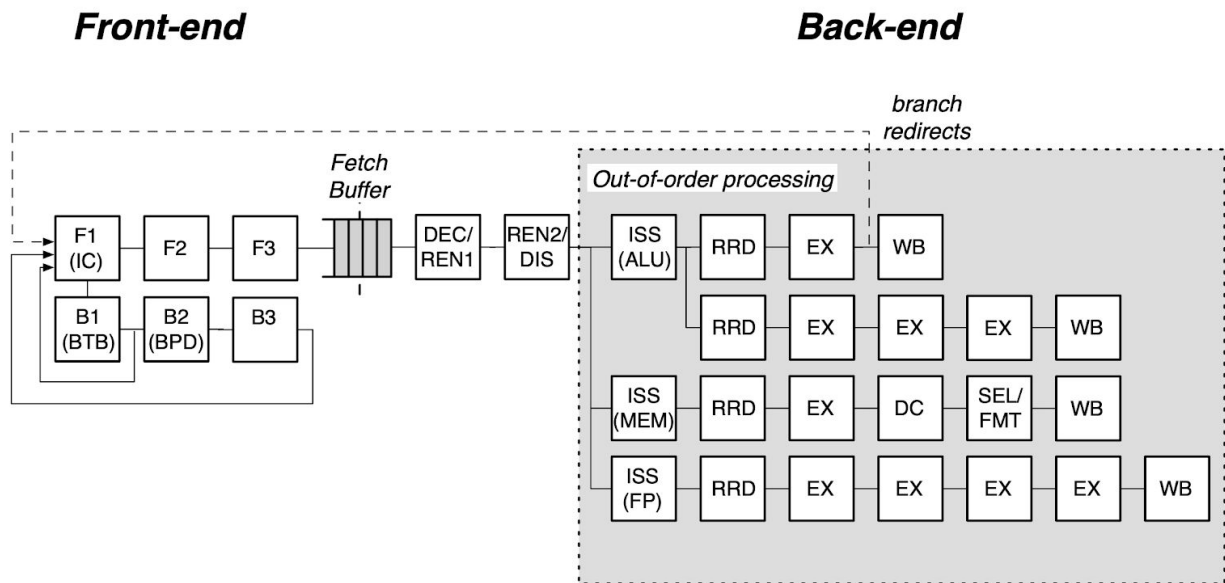 Front-end
Back-end
branch
redirects
Fetch
Buffer
Out-of-order processing
F1
(IC)
F2
F3
DEC/
REN1
REN2/
DIS
ISS
(ALU)
RRD
EX
WB
B1
(BTB)
B2
(BPD)
B3
RRD
EX
EX
EX
WB
ISS
(MEM)
RRD
EX
DC
SEL/
FMT
WB
ISS
(FP)
RRD
EX
EX
EX
EX
WB